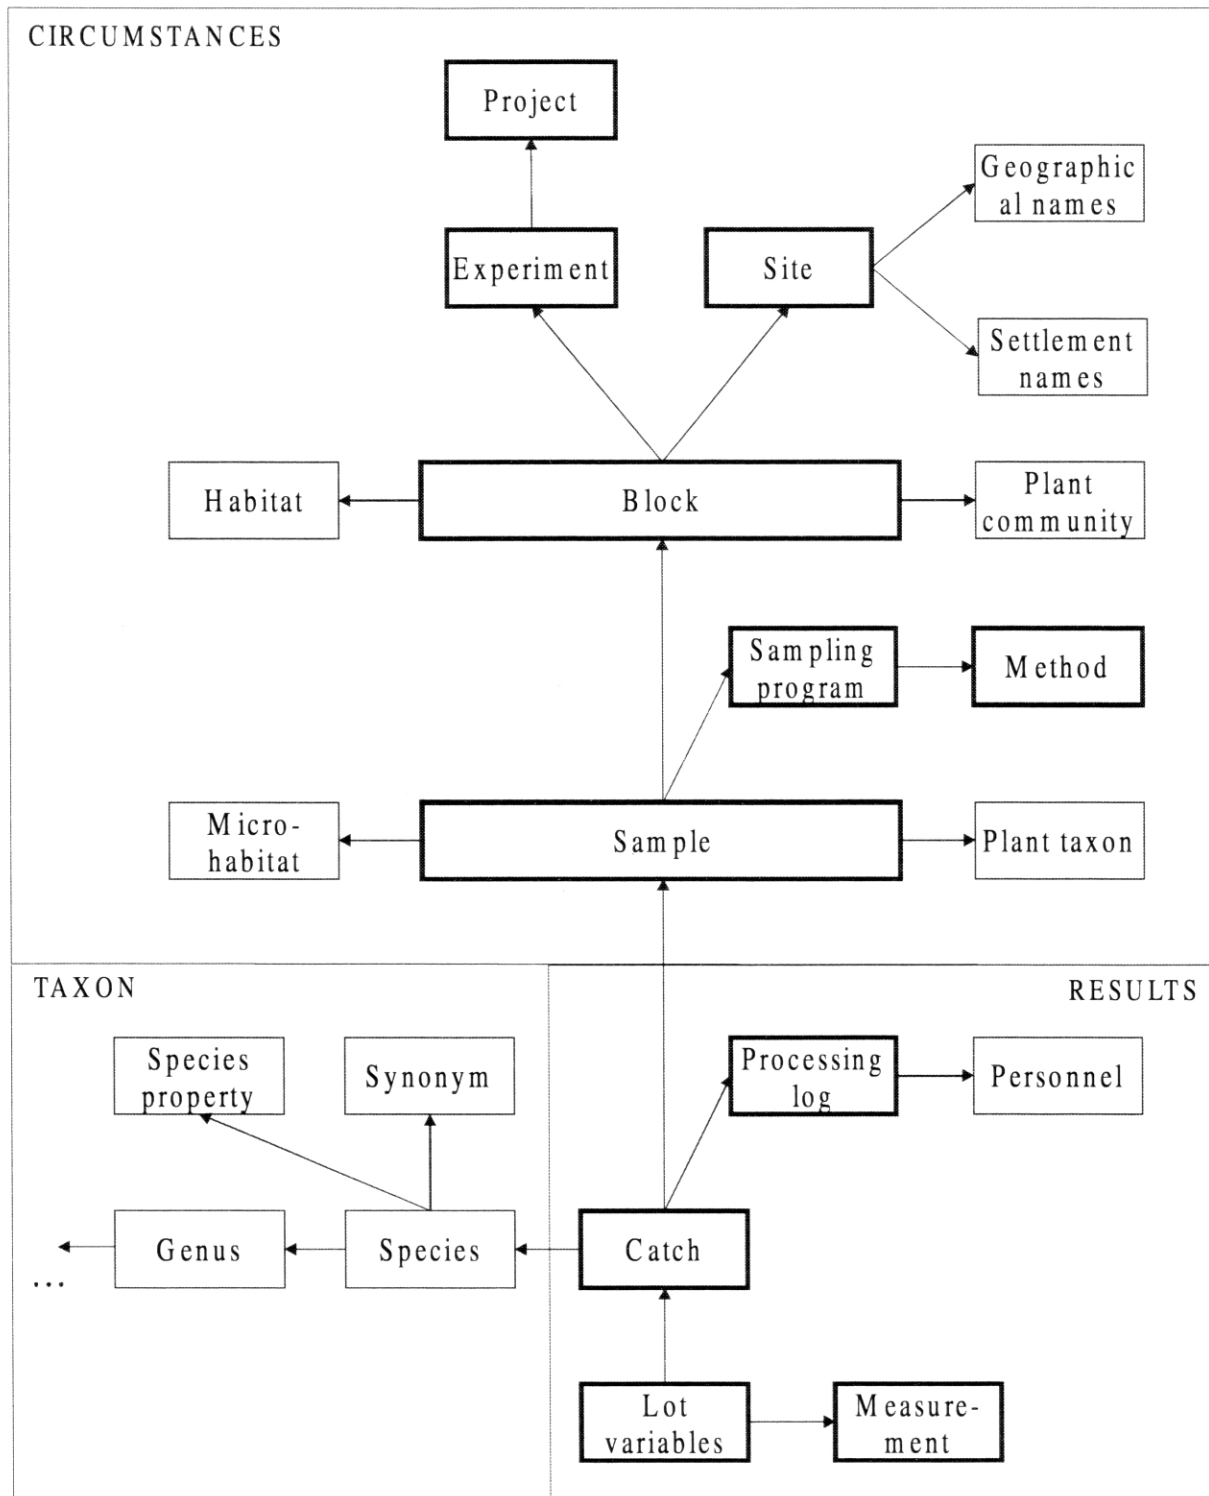 CIRCUMSTANCES
Project
Geographic
al names
Experiment
Site
Settlement
names
Habitat
Block
Plant
community
Sampling
program
Method
Micro-
habitat
Sample
Plant taxon
TAXON
RESULTS
Species
property
Synonym
Processing
log
Personnel
Genus
Species
Catch
...
Lot
variables
Measure-
ment